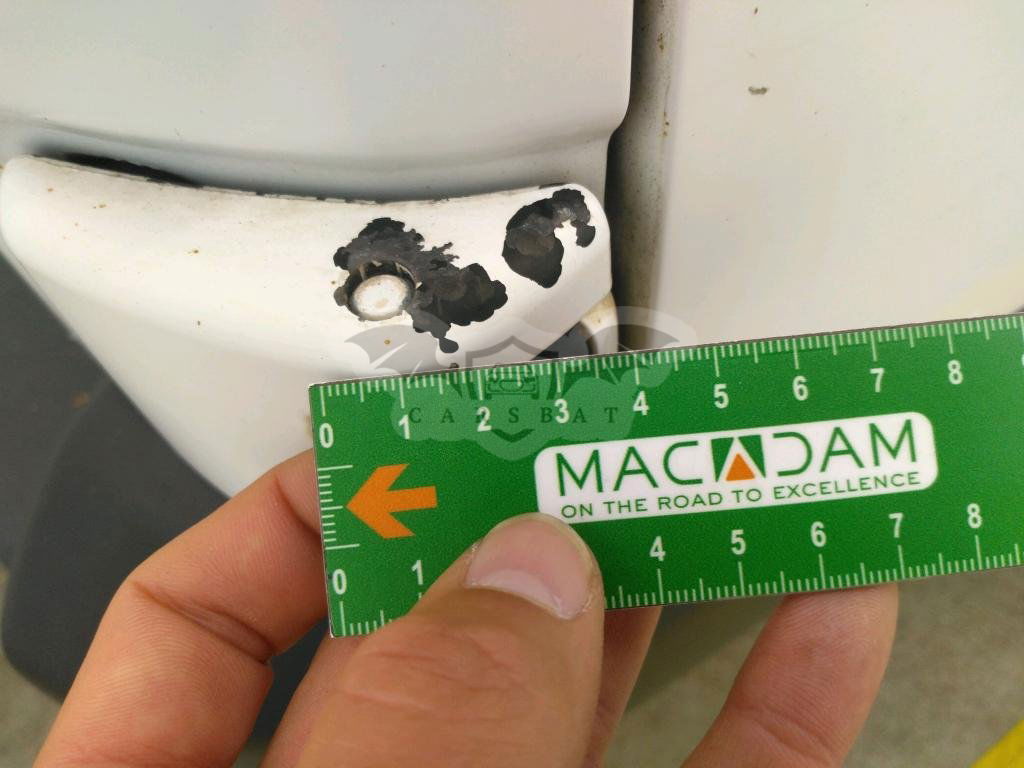 0 1 2 3 4 5 6 7 8
CARSBAT
MACADAM
ON THE ROAD TO EXCELLENCE
0 1 4 5 6 7 8